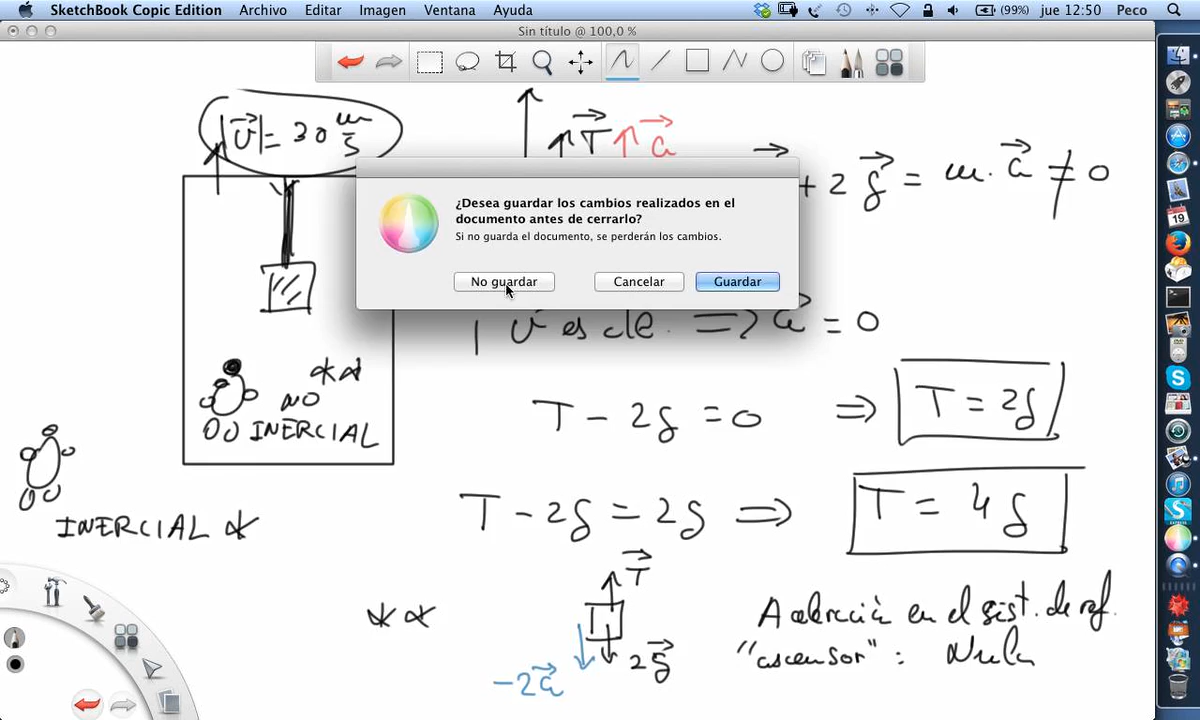 SketchBook Copic Edition Archivo Editar Imagen Ventana Ayuda (99%) jue 12:50 Peco
Sin título @ 100,0 %
|v⃗| = 30 m/s
T⃗ a⃗
+ 2g⃗ = m. a⃗ ≠ 0
¿Desea guardar los cambios realizados en el
documento antes de cerrarlo?
Si no guarda el documento, se perderán los cambios.
No guardar Cancelar Guardar
v es cte. => a⃗ = 0
**
NO
INERCIAL
T - 2g = 0 => T = 2g
INERCIAL *
T - 2g = 2g => T = 4g
**
T⃗
2g⃗
-2a⃗
Aceleración en el sist. de ref.
"ascensor": Nula
19